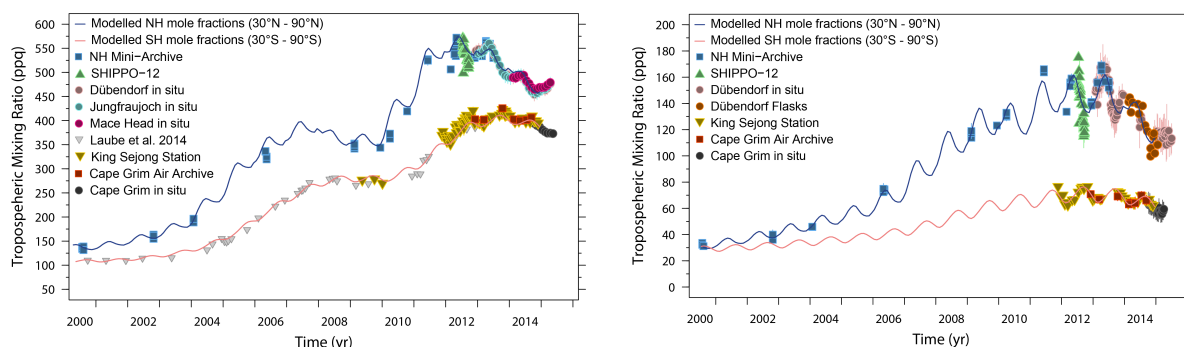 Modelled NH mole fractions (30°N - 90°N)
Modelled SH mole fractions (30°S - 90°S)
NH Mini-Archive
SHIPPO-12
Dübendorf in situ
Jungfraujoch in situ
Mace Head in situ
Laube et al. 2014
King Sejong Station
Cape Grim Air Archive
Cape Grim in situ
Tropospeheric Mixing Ratio (ppq)
600
550
500
450
400
350
300
250
200
150
100
50
2000 2002 2004 2006 2008 2010 2012 2014
Time (yr)
Modelled NH mole fractions (30°N - 90°N)
Modelled SH mole fractions (30°S - 90°S)
NH Mini-Archive
SHIPPO-12
Dübendorf in situ
Dübendorf Flasks
King Sejong Station
Cape Grim Air Archive
Cape Grim in situ
Tropospeheric Mixing Ratio (ppq)
200
180
160
140
120
100
80
60
40
20
0
2000 2002 2004 2006 2008 2010 2012 2014
Time (yr)